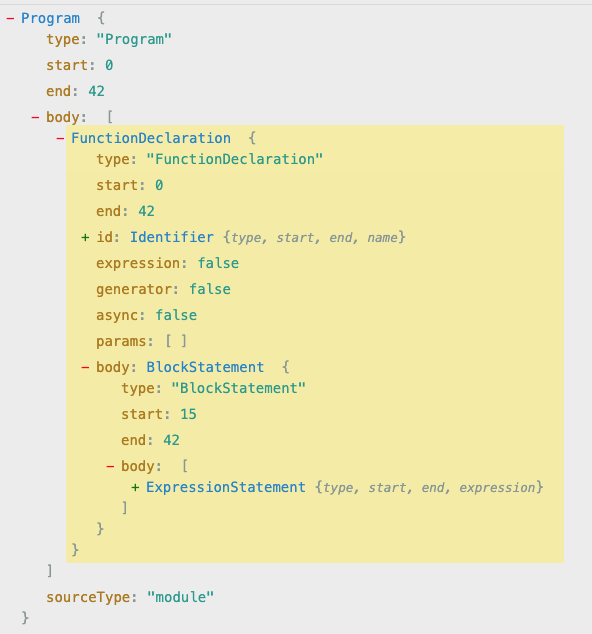 − Program {
type: "Program"
start: 0
end: 42
− body: [
− FunctionDeclaration {
type: "FunctionDeclaration"
start: 0
end: 42
+ id: Identifier {type, start, end, name}
expression: false
generator: false
async: false
params: [ ]
− body: BlockStatement {
type: "BlockStatement"
start: 15
end: 42
− body: [
+ ExpressionStatement {type, start, end, expression}
]
}
}
]
sourceType: "module"
}